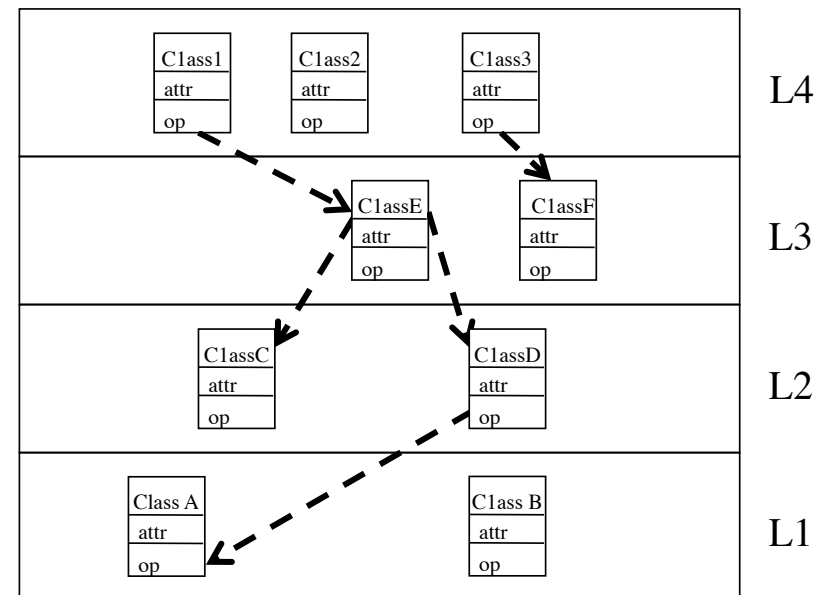 C1ass1
attr
op
C1ass2
attr
op
C1ass3
attr
op
L4
C1assE
attr
op
C1assF
attr
op
L3
C1assC
attr
op
C1assD
attr
op
L2
Class A
attr
op
C1ass B
attr
op
L1